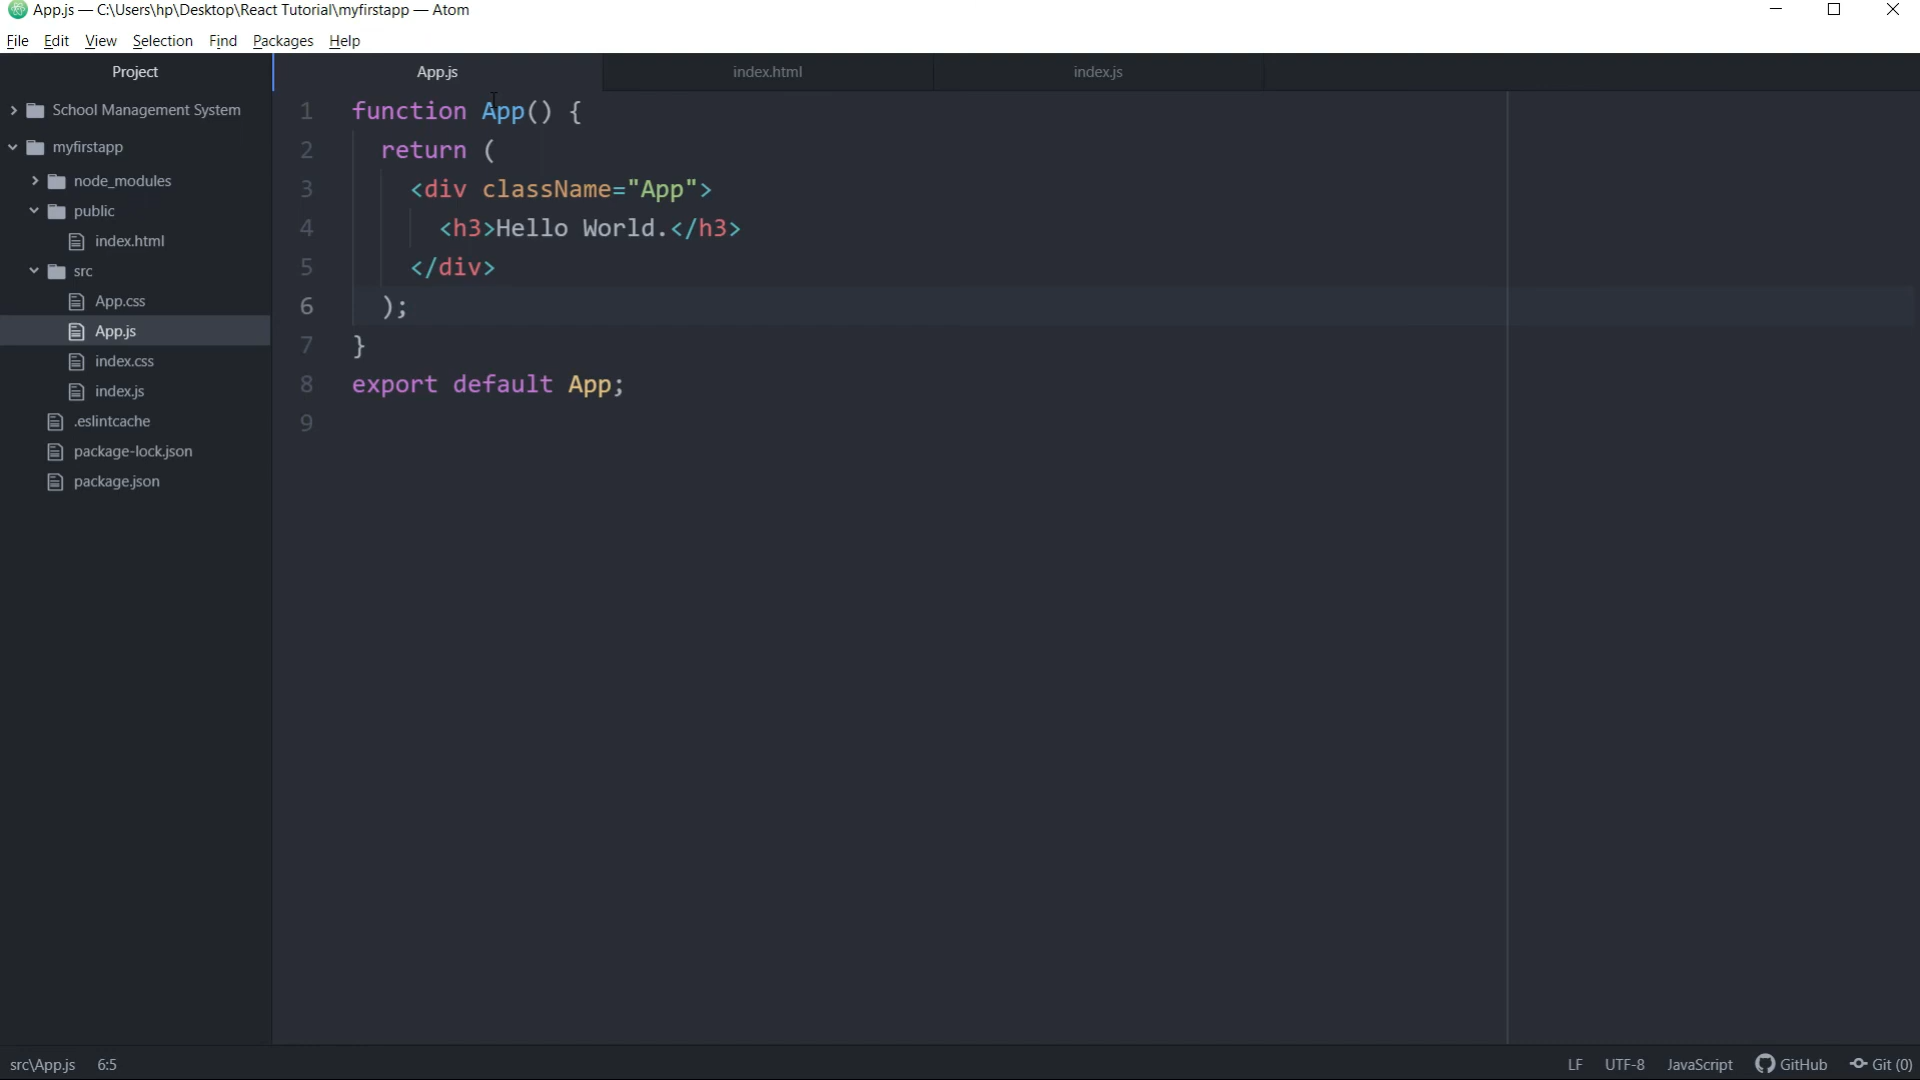 App.js — C:\Users\hp\Desktop\React Tutorial\myfirstapp — Atom
File Edit View Selection Find Packages Help
Project
App.js index.html index.js
School Management System
myfirstapp
node_modules
public
index.html
src
App.css
App.js
index.css
index.js
.eslintcache
package-lock.json
package.json
1 function App() {
2 return (
3 <div className="App">
4 <h3>Hello World.</h3>
5 </div>
6 );
7 }
8 export default App;
9
src\App.js 6:5 LF UTF-8 JavaScript GitHub Git (0)